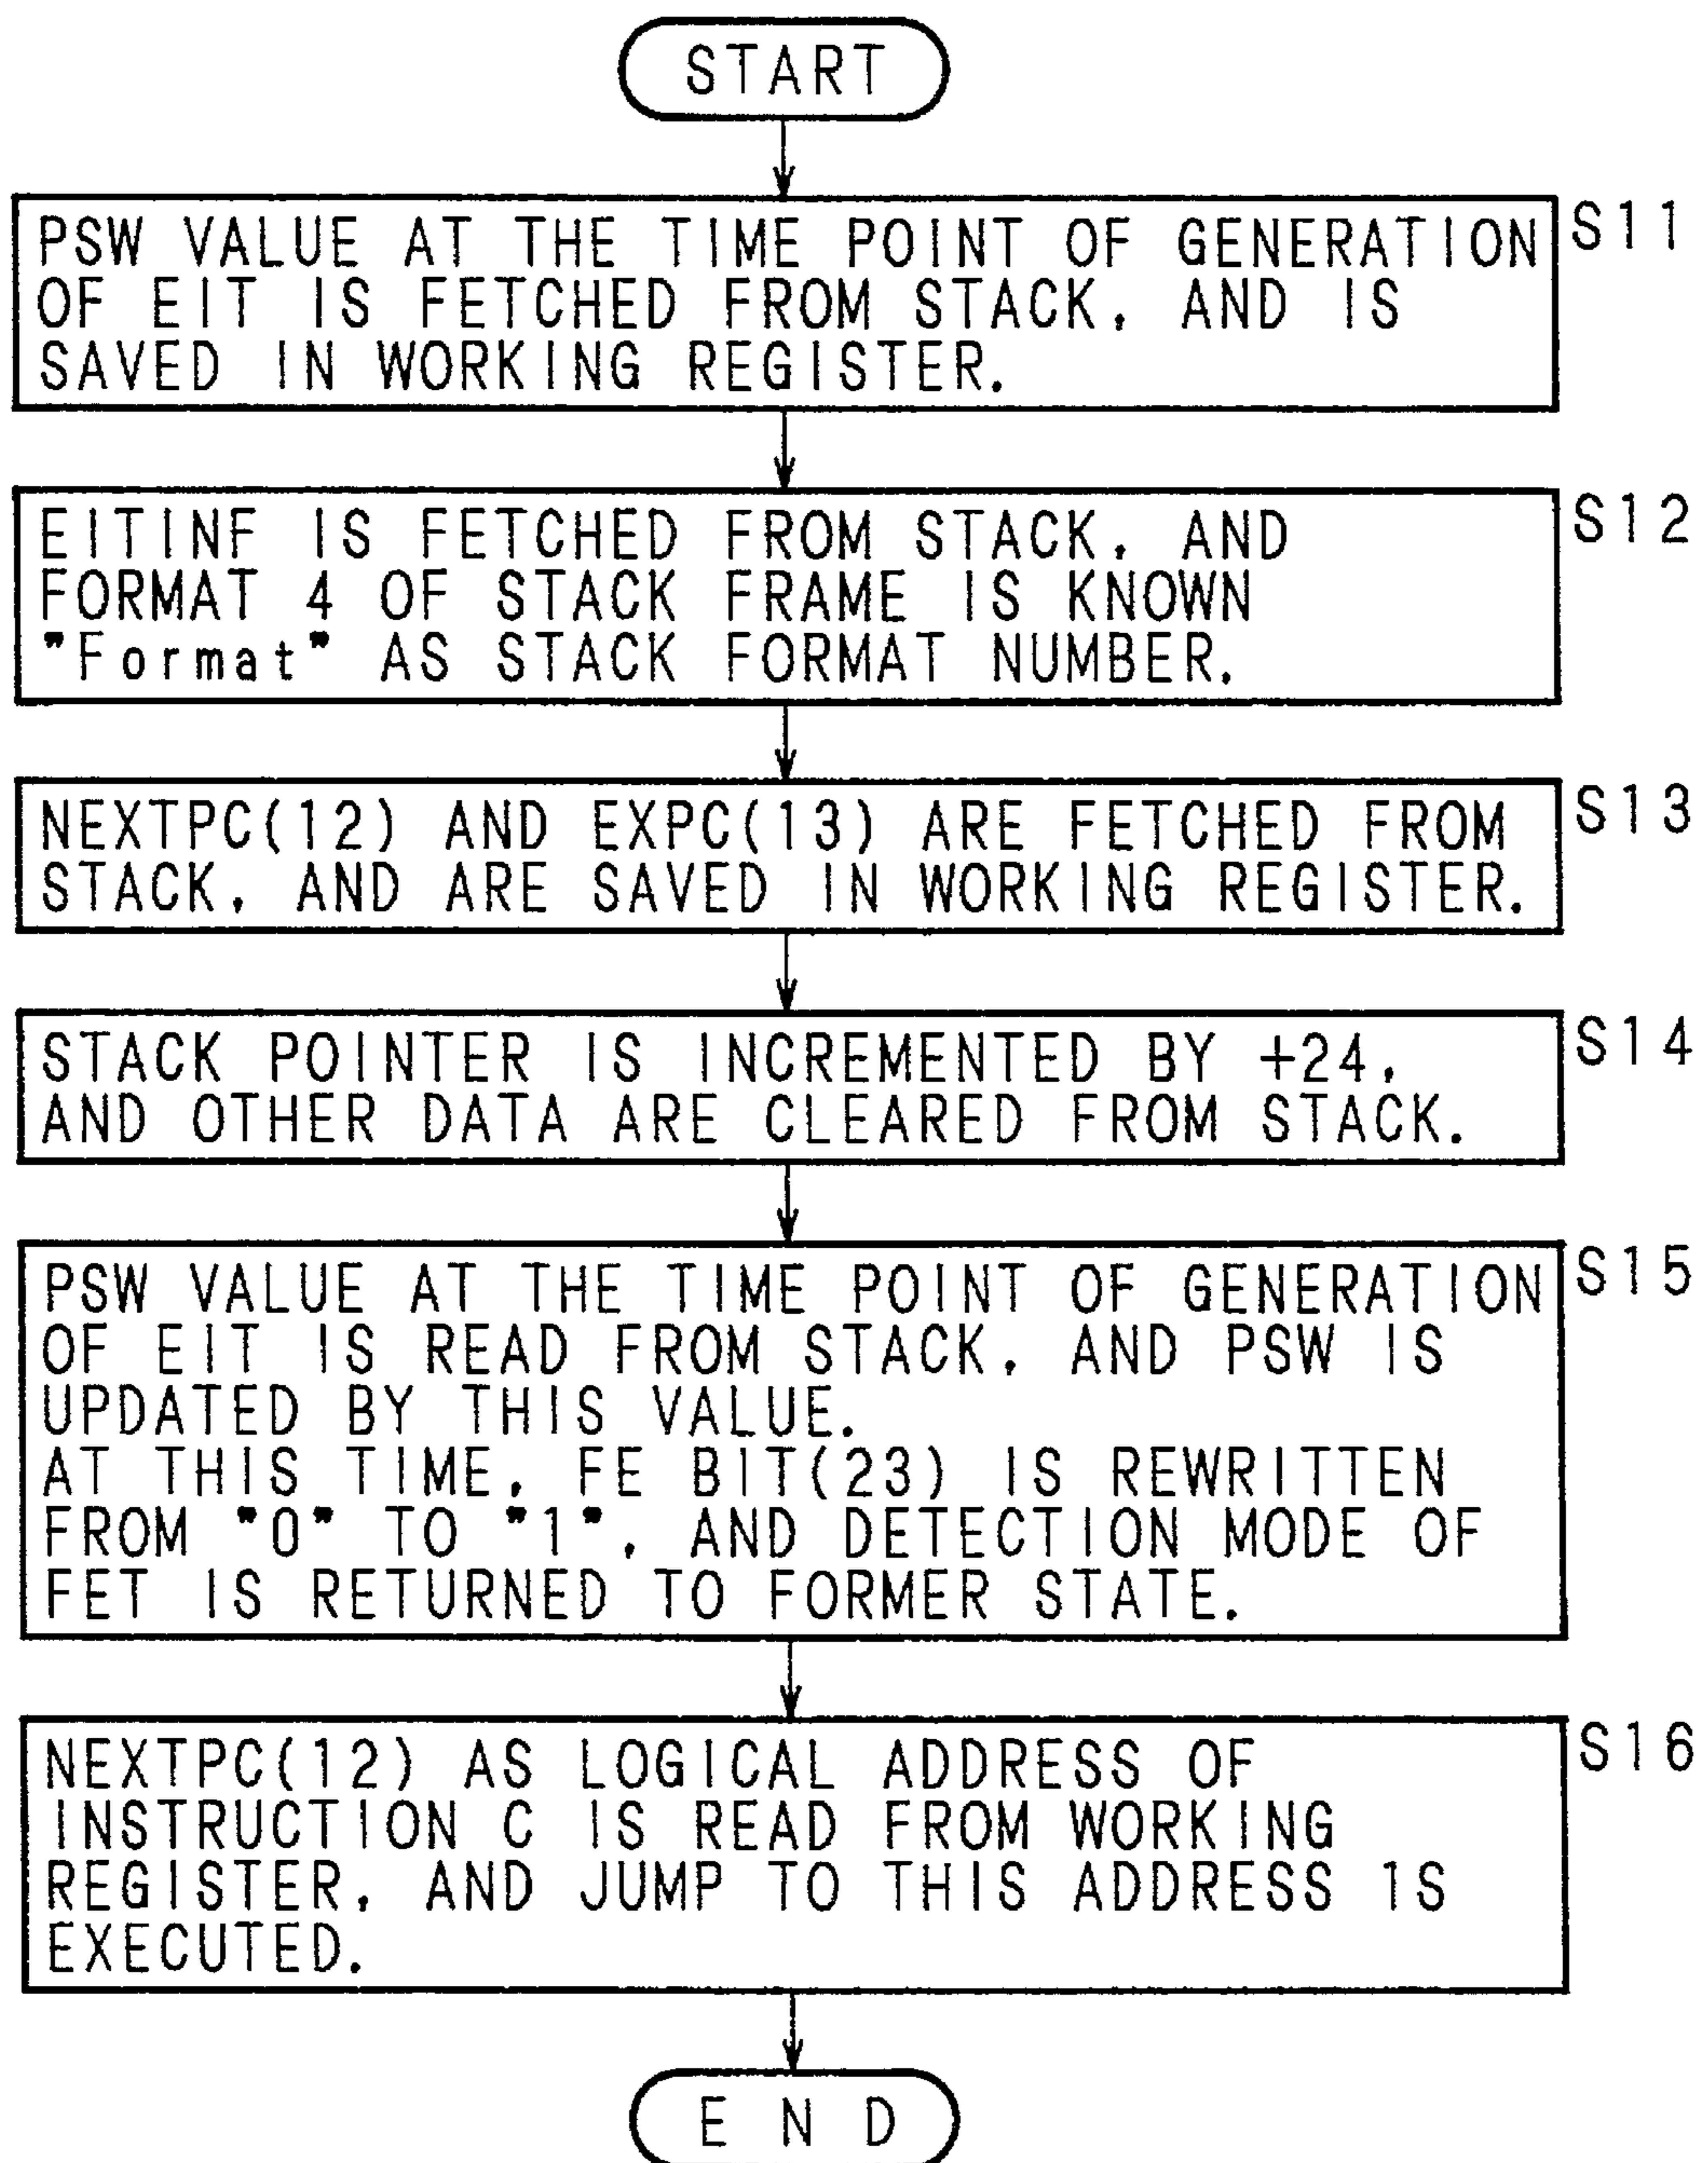 START
S11
PSW VALUE AT THE TIME POINT OF GENERATION
OF EIT IS FETCHED FROM STACK, AND IS
SAVED IN WORKING REGISTER.
S12
EITINF IS FETCHED FROM STACK, AND
FORMAT 4 OF STACK FRAME IS KNOWN
"Format" AS STACK FORMAT NUMBER.
S13
NEXTPC(12) AND EXPC(13) ARE FETCHED FROM
STACK, AND ARE SAVED IN WORKING REGISTER.
S14
STACK POINTER IS INCREMENTED BY +24,
AND OTHER DATA ARE CLEARED FROM STACK.
S15
PSW VALUE AT THE TIME POINT OF GENERATION
OF EIT IS READ FROM STACK, AND PSW IS
UPDATED BY THIS VALUE.
AT THIS TIME, FE BIT(23) IS REWRITTEN
FROM "0" TO "1", AND DETECTION MODE OF
FET IS RETURNED TO FORMER STATE.
S16
NEXTPC(12) AS LOGICAL ADDRESS OF
INSTRUCTION C IS READ FROM WORKING
REGISTER, AND JUMP TO THIS ADDRESS IS
EXECUTED.
END